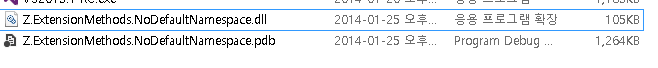 Z.ExtensionMethods.NoDefaultNamespace.dll 2014-01-25 오후... 응용 프로그램 확장 105KB
Z.ExtensionMethods.NoDefaultNamespace.pdb 2014-01-26 오후... Program Debug ... 1,264KB